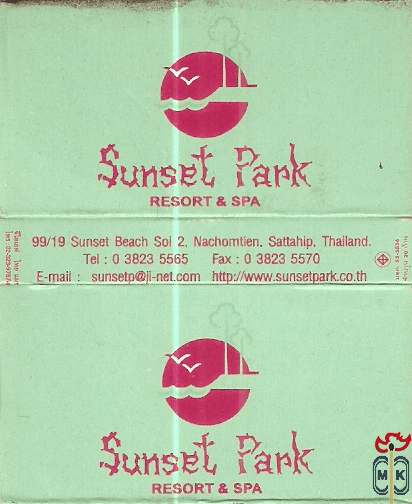 Sunset Park
RESORT & SPA
99/19 Sunset Beach Soi 2, Nachomtien, Sattahip, Thailand.
Tel : 0 3823 5565 Fax : 0 3823 5570
E-mail : sunsetp@ji-net.com http://www.sunsetpark.co.th
Sunset Park
RESORT & SPA
M K